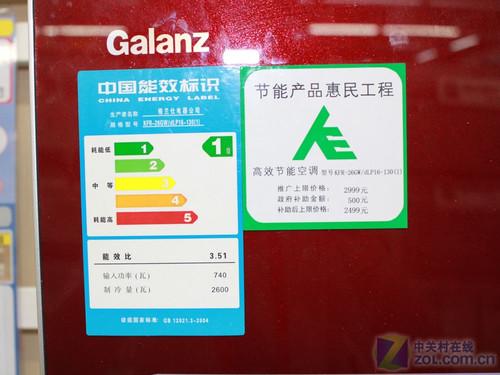 Galanz
中国能效标识
CHINA ENERGY LABEL
生产者名称: 格兰仕电器公司
规格型号: KFR-26GW/dLP16-130(1)
耗能低
1
1级
2
中 等
3
4
耗能高
5
能 效 比 3.51
输入功率(瓦) 740
制 冷 量(瓦) 2600
依据国家标准: GB 12021.3-2004
节能产品惠民工程
高效节能空调 型号KFR-26GW/dLP16-130(1)
推广上限价格: 2999元
政府补助金额: 500元
补助后上限价格: 2499元
中关村在线
ZOL.com.cn